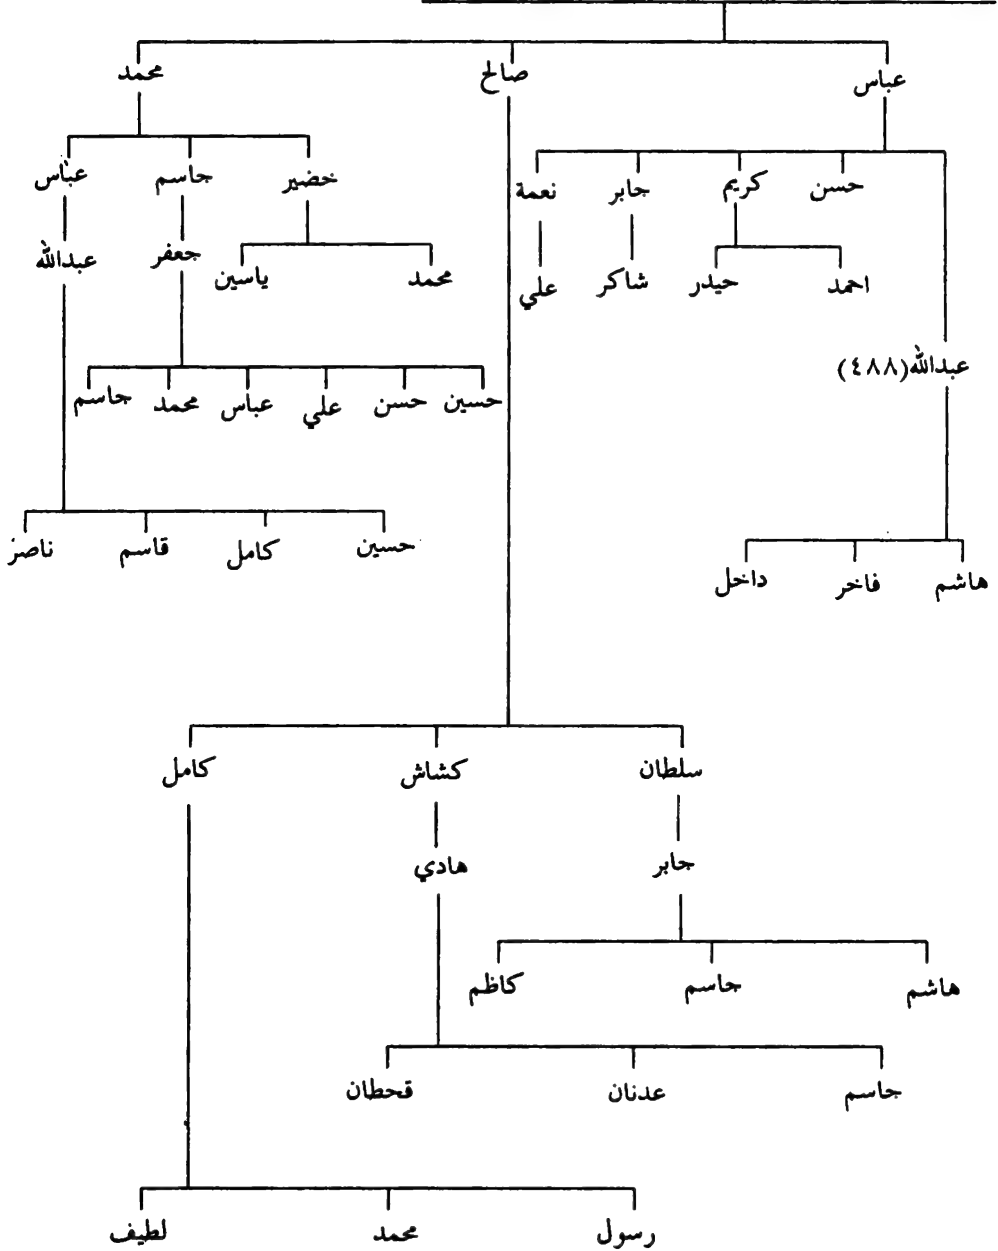 عباس صالح محمد
حسن كريم جابر نعمة خضير جاسم عباس
احمد حيدر شاكر علي محمد ياسين جعفر عبدالله
عبدالله (٤٨٨)
حسين حسن علي عباس محمد جاسم
حسين كامل قاسم ناصر
هاشم فاخر داخل
سلطان كشاش كامل
جابر هادي
هاشم جاسم كاظم
جاسم عدنان قحطان
رسول محمد لطيف